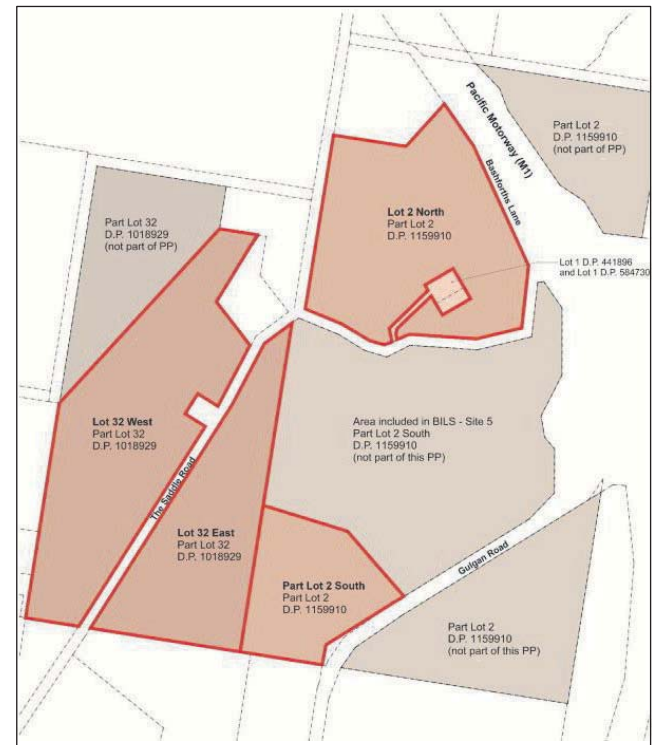 Pacific Motorway (M1)
Part Lot 2
D.P. 1159910
(not part of PP)
Bashforths Lane
Lot 2 North
Part Lot 2
D.P. 1159910
Part Lot 32
D.P. 1018929
(not part of PP)
Lot 1 D.P. 441896
and Lot 1 D.P. 584730
Area included in BILS - Site 5
Part Lot 2 South
D.P. 1159910
(not part of this PP)
Lot 32 West
Part Lot 32
D.P. 1018929
The Saddle Road
Lot 32 East
Part Lot 32
D.P. 1018929
Gulgan Road
Part Lot 2 South
Part Lot 2
D.P. 1159910
Part Lot 2
D.P. 1159910
(not part of this PP)